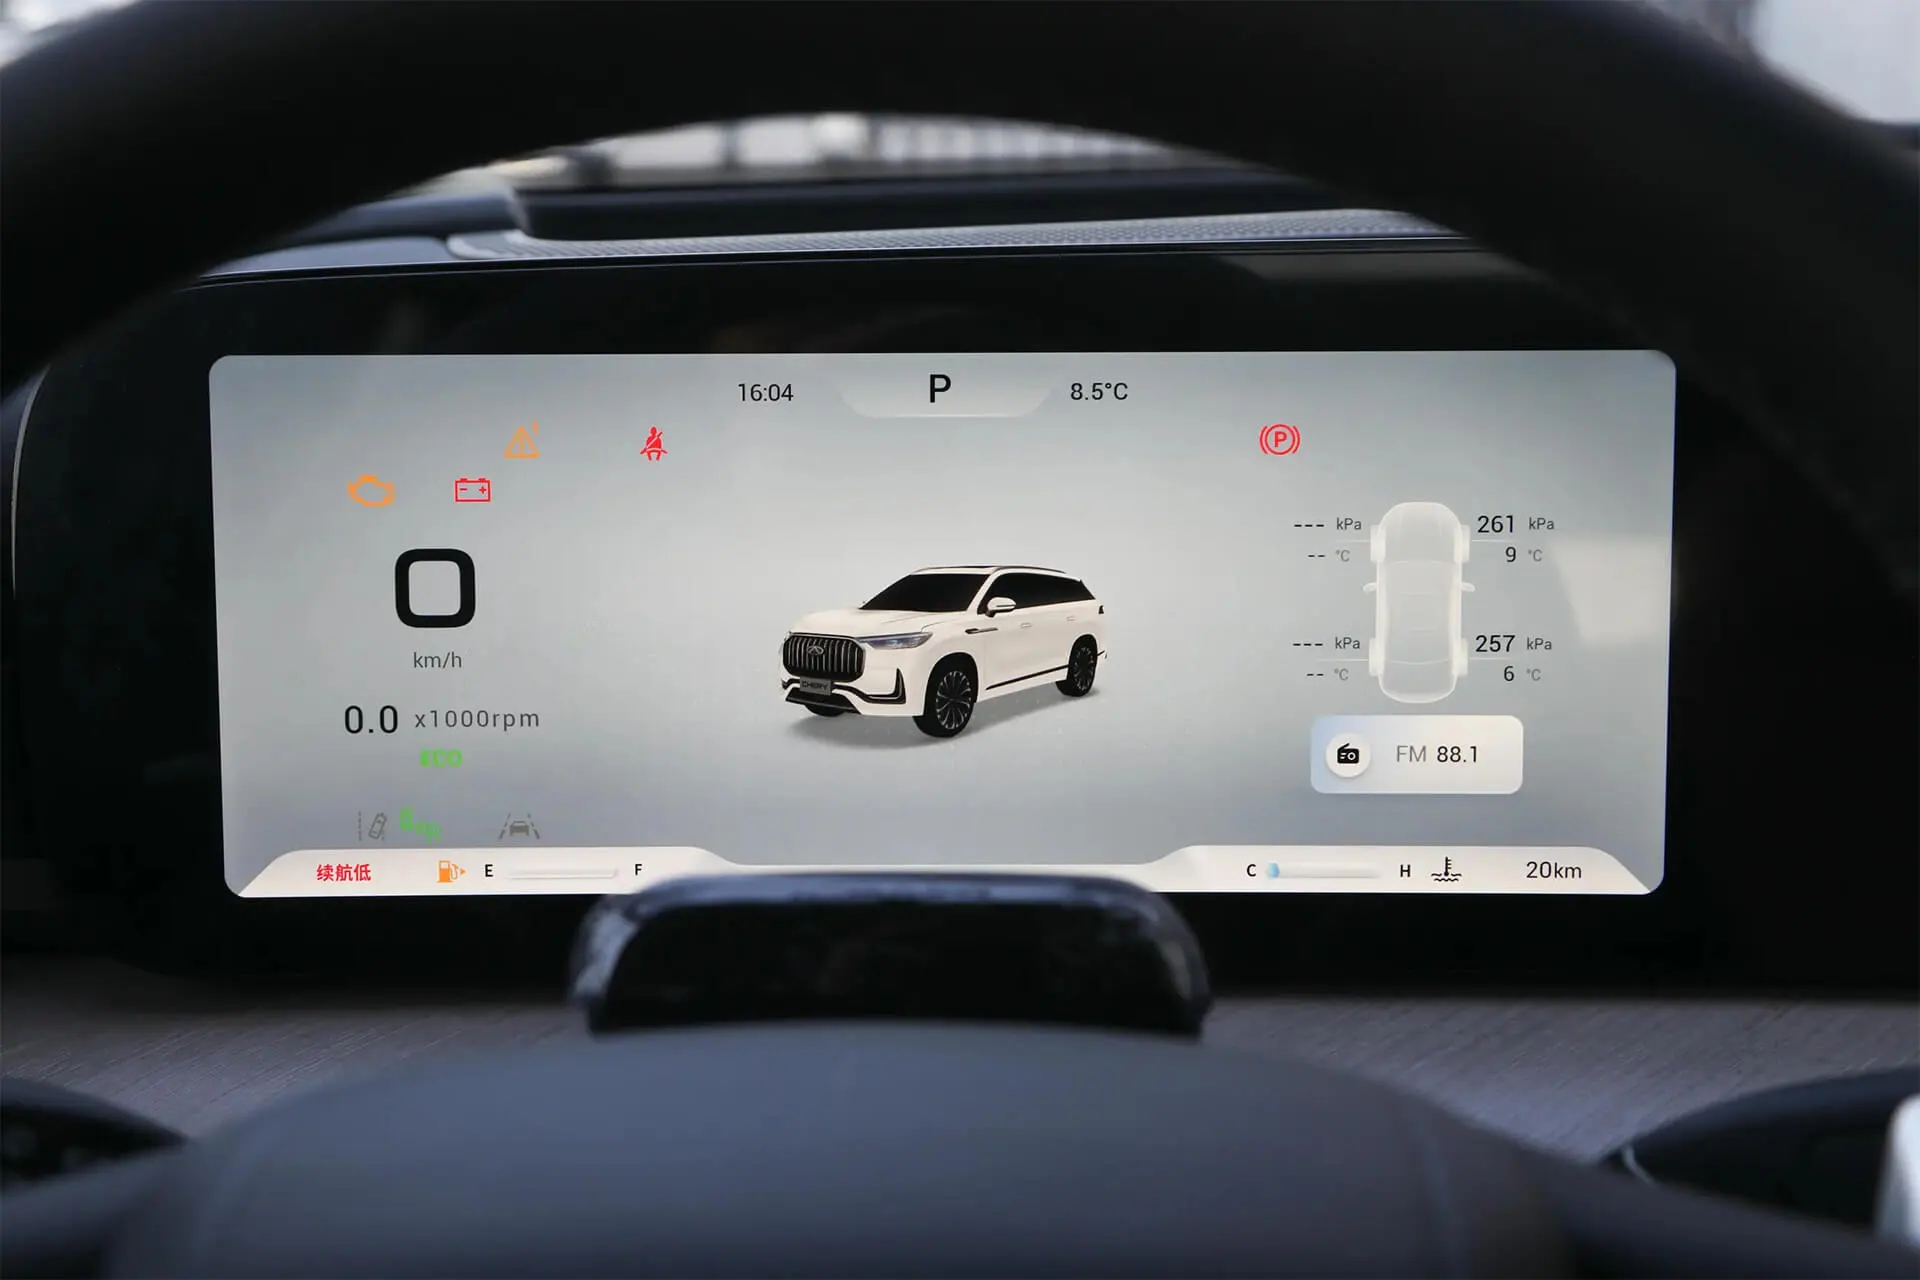 16:04 P 8.5°C
P
0
km/h
0.0 x1000rpm
ECO
--- kPa 261 kPa
-- °C 9 °C
--- kPa 257 kPa
-- °C 6 °C
CHERY
FM 88.1
续航低 E F C H 20km